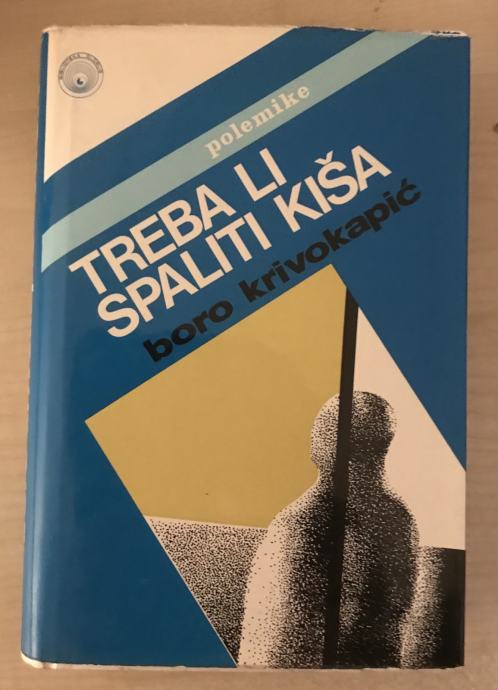 polemike
TREBA LI
SPALITI KIŠA
boro krivokapić